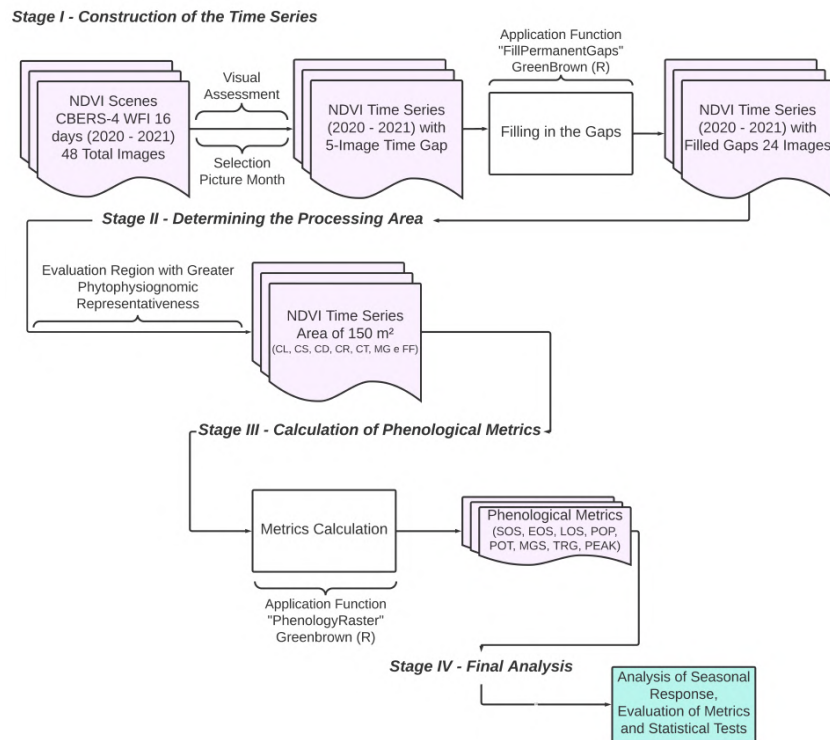 Stage I - Construction of the Time Series
NDVI Scenes
CBERS-4 WFI 16
days (2020 - 2021)
48 Total Images
Visual
Assessment
Selection
Picture Month
NDVI Time Series
(2020 - 2021) with
5-Image Time Gap
Application Function
"FillPermanentGaps"
GreenBrown (R)
Filling in the Gaps
NDVI Time Series
(2020 - 2021) with
Filled Gaps 24 Images
Stage II - Determining the Processing Area
Evaluation Region with Greater
Phytophysiognomic
Representativeness
NDVI Time Series
Area of 150 m²
(CL, CS, CD, CR, CT, MG e FF)
Stage III - Calculation of Phenological Metrics
Metrics Calculation
Application Function
"PhenologyRaster"
Greenbrown (R)
Phenological Metrics
(SOS, EOS, LOS, POP,
POT, MGS, TRG, PEAK)
Stage IV - Final Analysis
Analysis of Seasonal
Response,
Evaluation of Metrics
and Statistical Tests